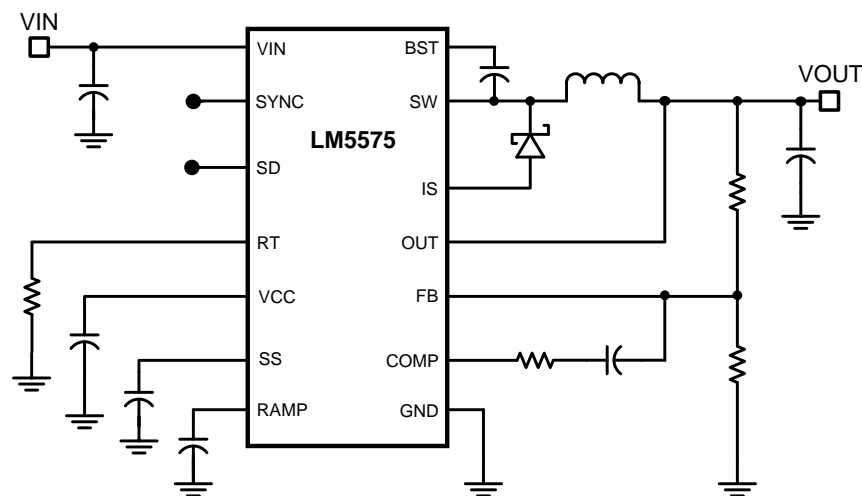 VIN
VOUT
VIN
SYNC
SD
RT
VCC
SS
RAMP
LM5575
BST
SW
IS
OUT
FB
COMP
GND